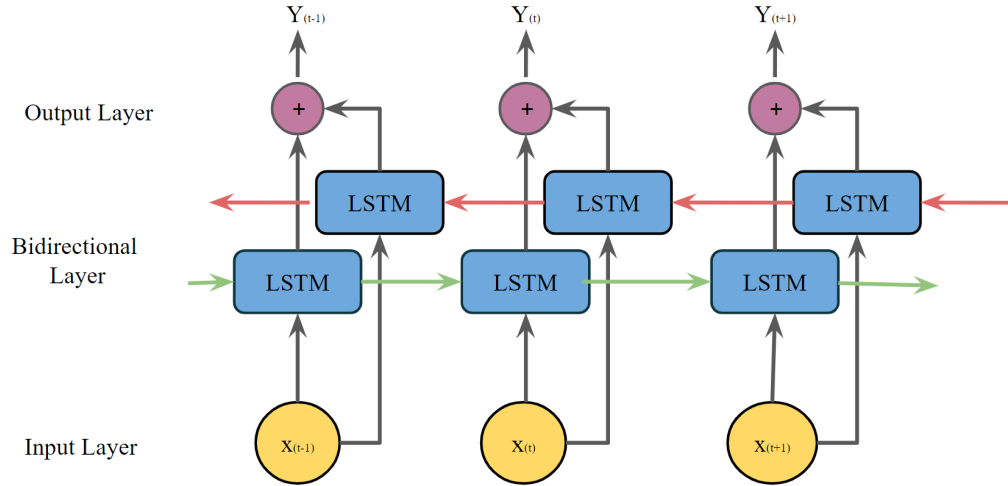 Y(t-1) Y(t) Y(t+1)
Output Layer + + +
LSTM LSTM LSTM
Bidirectional
Layer
LSTM LSTM LSTM
Input Layer X(t-1) X(t) X(t+1)